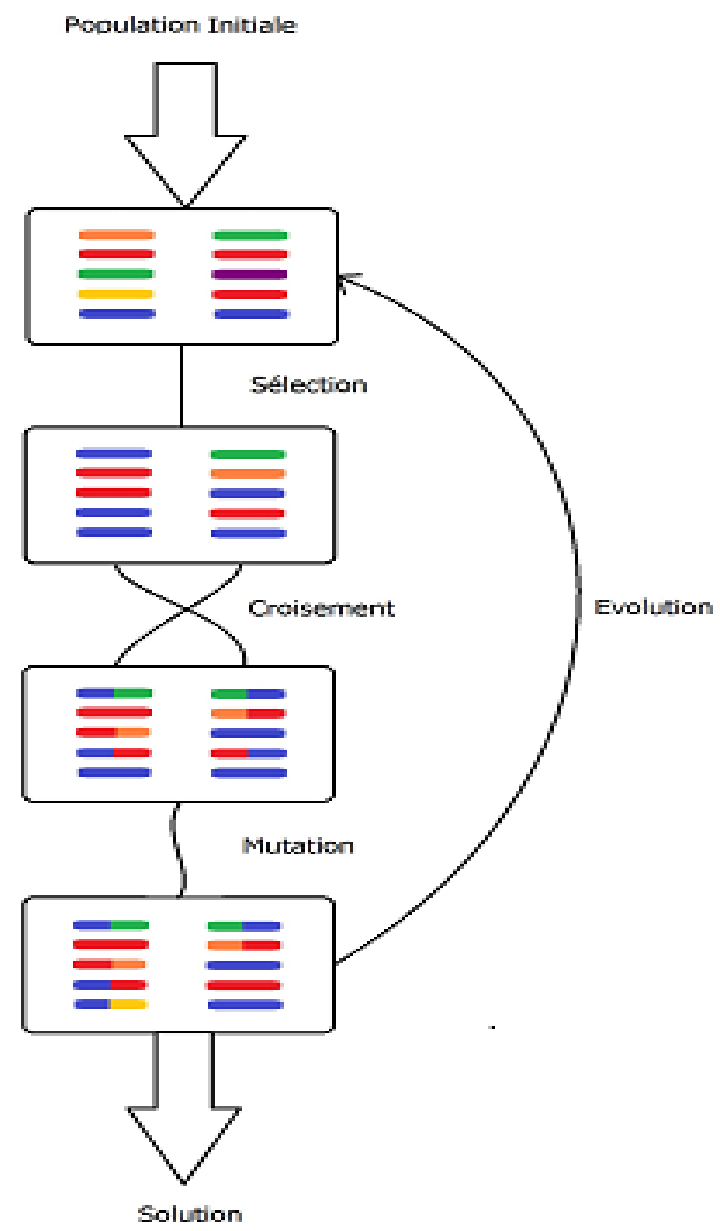 Population Initiale
Sélection
Croisement
Evolution
Mutation
Solution